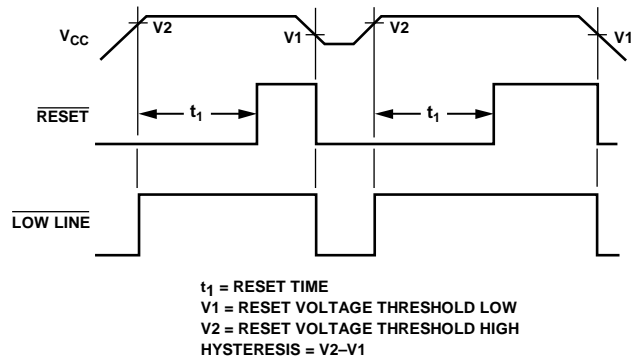 V2 V1 V2 V1
VCC
t1 t1
RESET
LOW LINE
t1 = RESET TIME
V1 = RESET VOLTAGE THRESHOLD LOW
V2 = RESET VOLTAGE THRESHOLD HIGH
HYSTERESIS = V2–V1